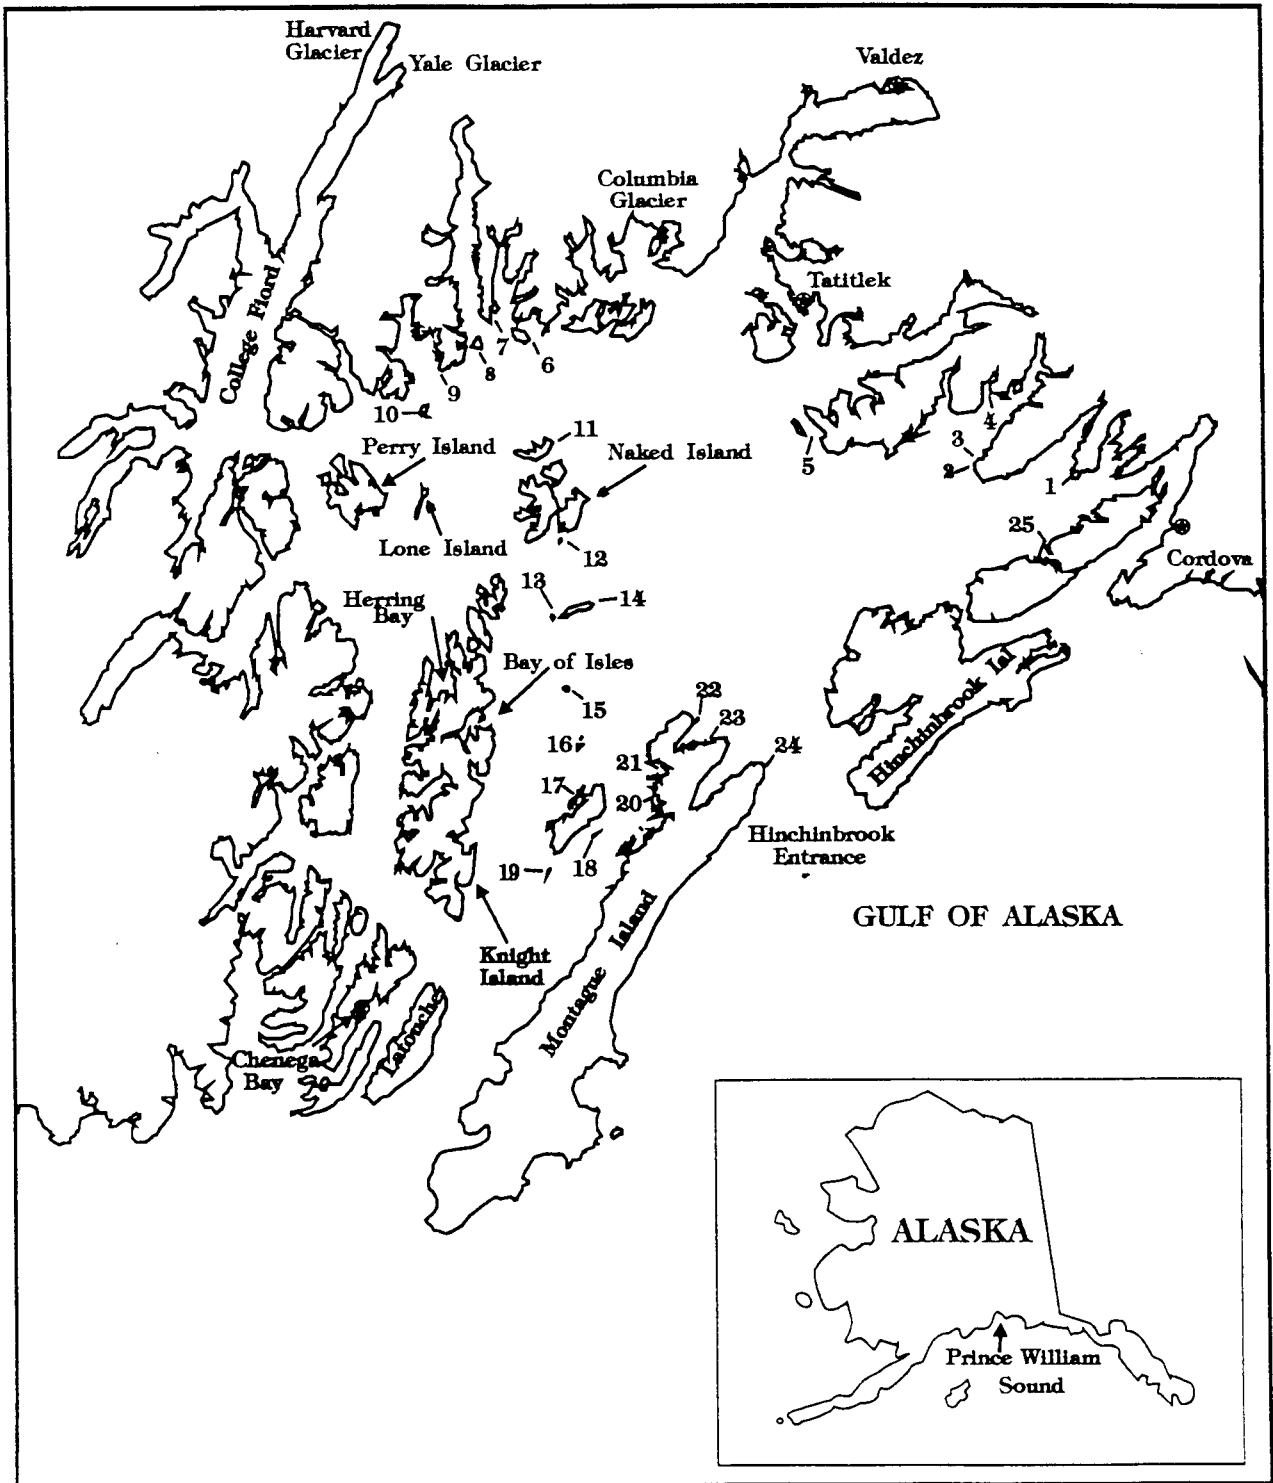 Harvard
Glacier
Yale Glacier
Valdez
Columbia
Glacier
Tatitlek
College Fiord
7
6
8
9
10
11
Perry Island
Naked Island
3
4
2
5
1
25
Lone Island
12
Cordova
13
14
Herring
Bay
Bay of Isles
Hinchinbrook Isl
15
22
23
16
24
21
17
20
Hinchinbrook
Entrance
18
19
Montague Island
GULF OF ALASKA
Knight
Island
Latouche
Chenega
Bay
ALASKA
Prince William
Sound